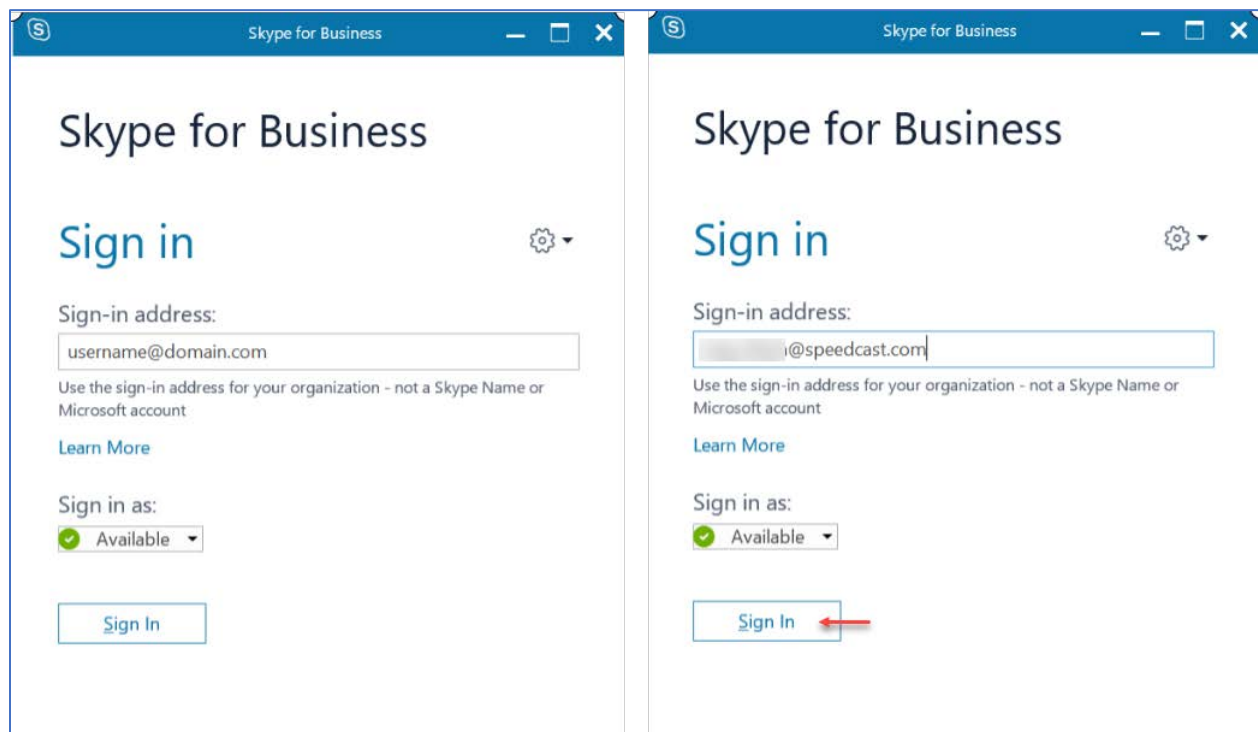 Skype for Business
Skype for Business
Sign in
Sign-in address:
username@domain.com
Use the sign-in address for your organization - not a Skype Name or
Microsoft account
Learn More
Sign in as:
Available
Sign In
Skype for Business
Skype for Business
Sign in
Sign-in address:
@speedcast.com
Use the sign-in address for your organization - not a Skype Name or
Microsoft account
Learn More
Sign in as:
Available
Sign In